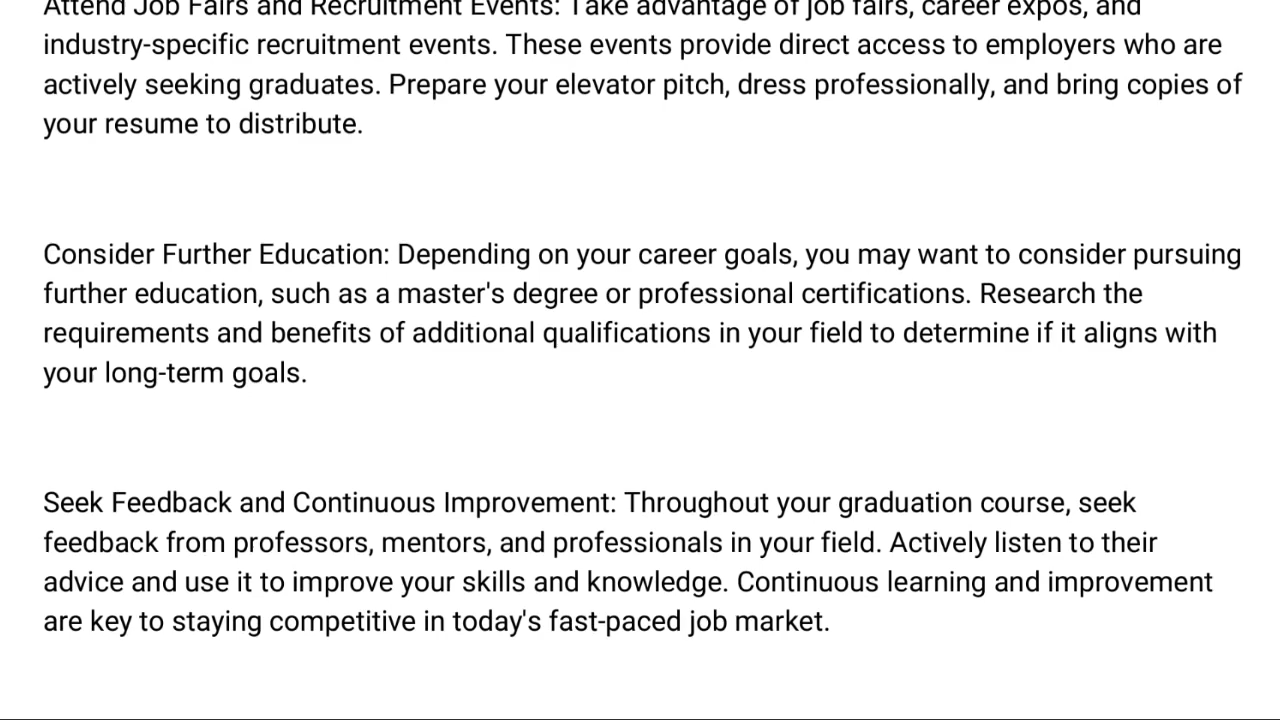 Attend Job Fairs and Recruitment Events: Take advantage of job fairs, career expos, and
industry-specific recruitment events. These events provide direct access to employers who are
actively seeking graduates. Prepare your elevator pitch, dress professionally, and bring copies of
your resume to distribute.
Consider Further Education: Depending on your career goals, you may want to consider pursuing
further education, such as a master's degree or professional certifications. Research the
requirements and benefits of additional qualifications in your field to determine if it aligns with
your long-term goals.
Seek Feedback and Continuous Improvement: Throughout your graduation course, seek
feedback from professors, mentors, and professionals in your field. Actively listen to their
advice and use it to improve your skills and knowledge. Continuous learning and improvement
are key to staying competitive in today's fast-paced job market.